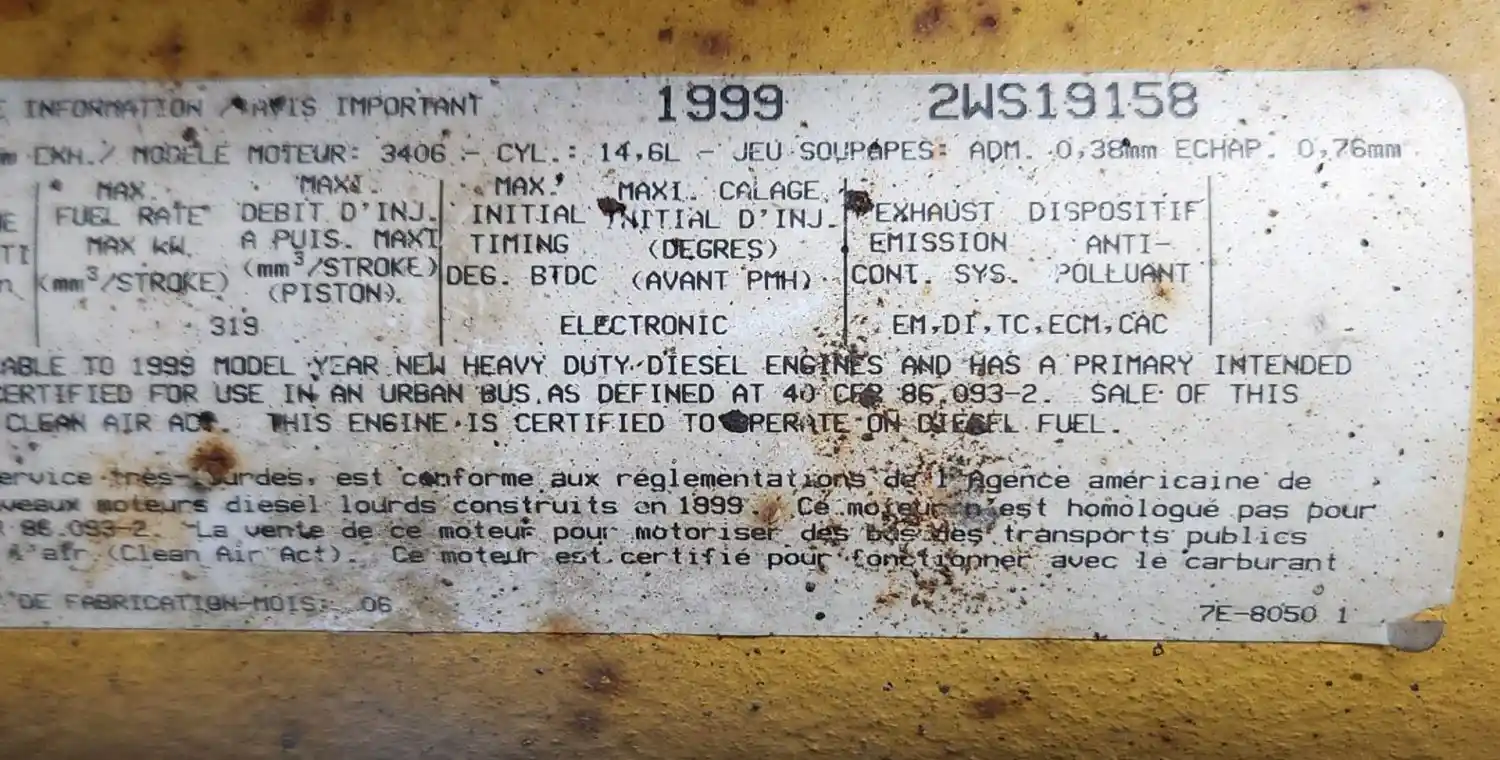 E INFORMATION / AVIS IMPORTANT 1999 2WS19158
EXH./ MODÈLE MOTEUR: 3406 - CYL.: 14,6L - JEU SOUPAPES: ADM. 0,38mm ECHAP. 0,76mm
MAX. MAXI. MAX. MAXI. CALAGE
FUEL RATE DEBIT D'INJ. INITIAL INITIAL D'INJ. EXHAUST DISPOSITIF
MAX kW. A PUIS. MAXI TIMING (DEGRES) EMISSION ANTI-
(mm³/STROKE) (mm³/STROKE) DEG. BTDC (AVANT PMH) CONT. SYS. POLLUANT
(PISTON).
319 ELECTRONIC EM,DI,TC,ECM,CAC
ABLE TO 1999 MODEL YEAR NEW HEAVY DUTY DIESEL ENGINES AND HAS A PRIMARY INTENDED
CERTIFIED FOR USE IN AN URBAN BUS AS DEFINED AT 40 CFR 86.093-2. SALE OF THIS
CLEAN AIR ACT. THIS ENGINE IS CERTIFIED TO OPERATE ON DIESEL FUEL.
ervice très-lourdes, est conforme aux réglementations de l'Agence américaine de
veaux moteurs diesel lourds construits en 1999. Ce moteur n'est homologué pas pour
86.093-2. La vente de ce moteur pour motoriser des bus des transports publics
l'air (Clean Air Act). Ce moteur est certifié pour fonctionner avec le carburant
DE FABRICATION-MOIS: 06 7E-8050 1